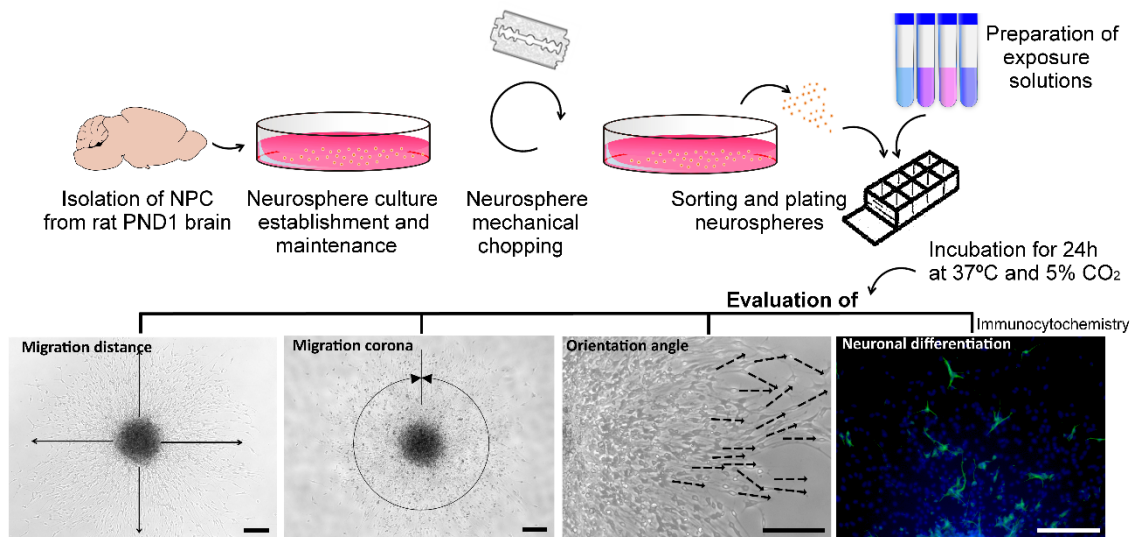 Preparation of
exposure
solutions
Isolation of NPC
from rat PND1 brain
Neurosphere culture
establishment and
maintenance
Neurosphere
mechanical
chopping
Sorting and plating
neurospheres
Incubation for 24h
at 37ºC and 5% CO₂
Evaluation of
Immunocytochemistry
Migration distance
Migration corona
Orientation angle
Neuronal differentiation